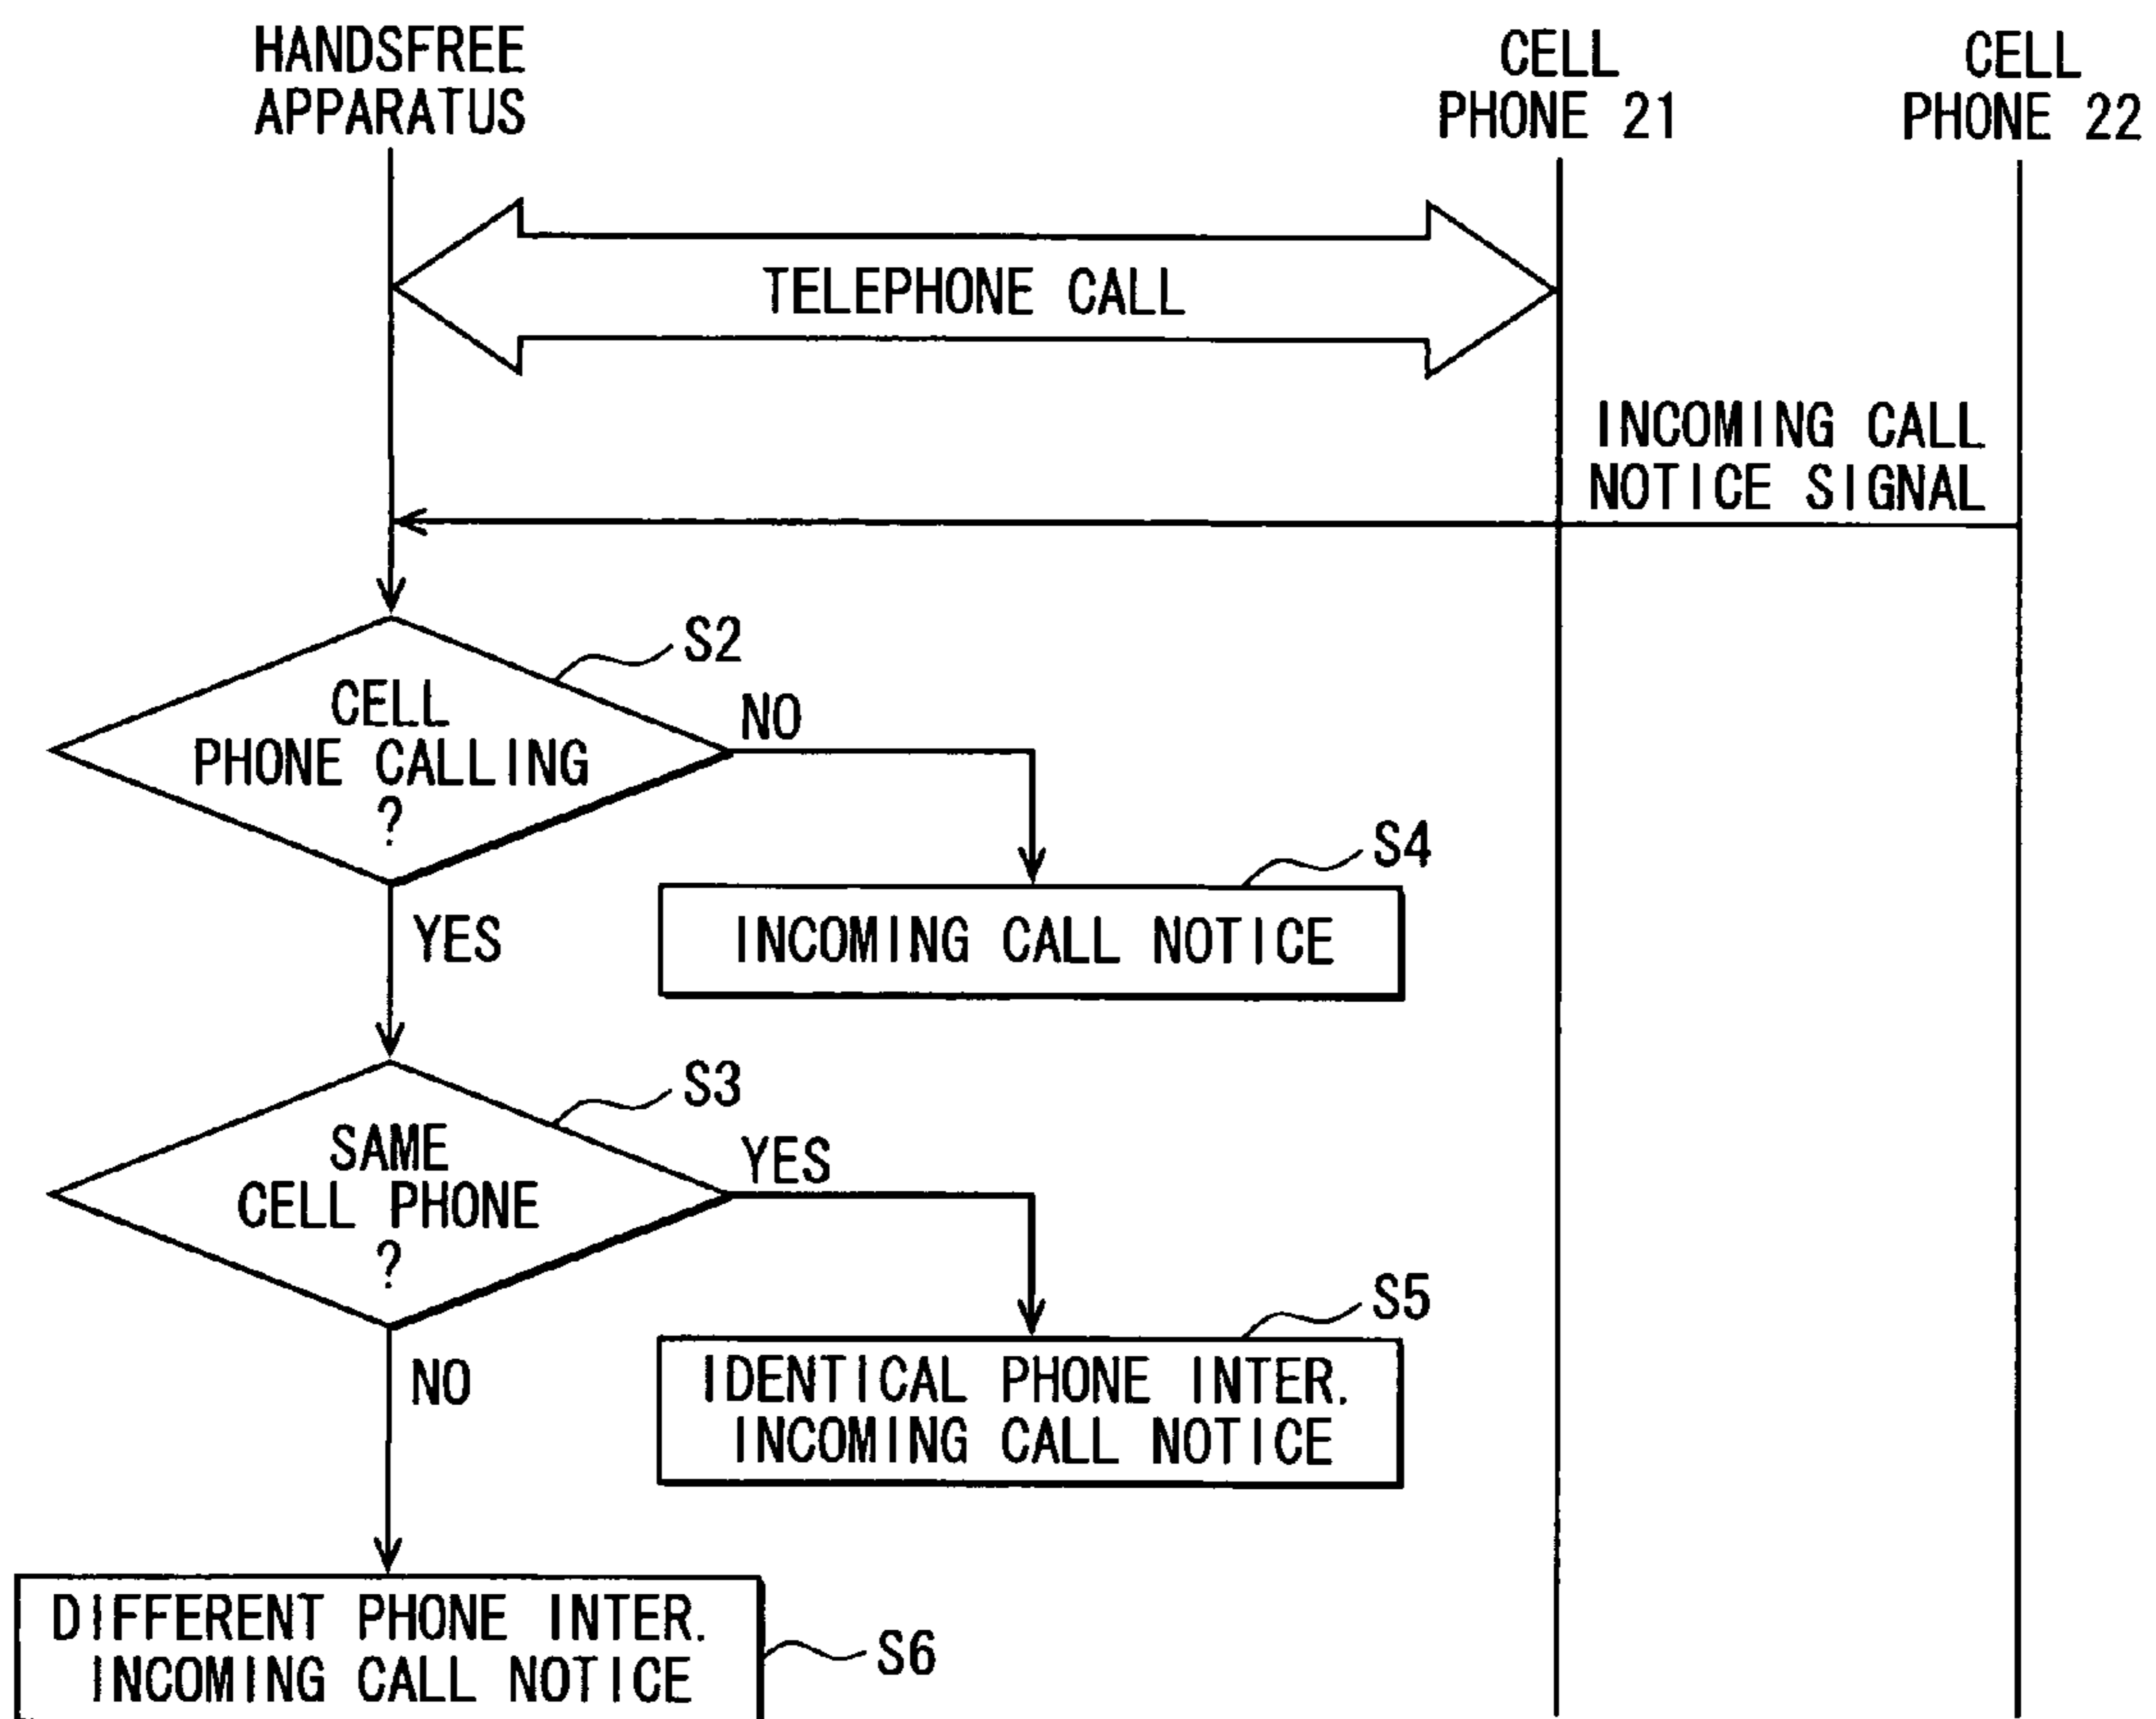 HANDSFREE
APPARATUS
CELL
PHONE 21
CELL
PHONE 22
TELEPHONE CALL
INCOMING CALL
NOTICE SIGNAL
S2
CELL
PHONE CALLING
?
NO
S4
INCOMING CALL NOTICE
YES
S3
SAME
CELL PHONE
?
YES
S5
IDENTICAL PHONE INTER.
INCOMING CALL NOTICE
NO
DIFFERENT PHONE INTER.
INCOMING CALL NOTICE
S6